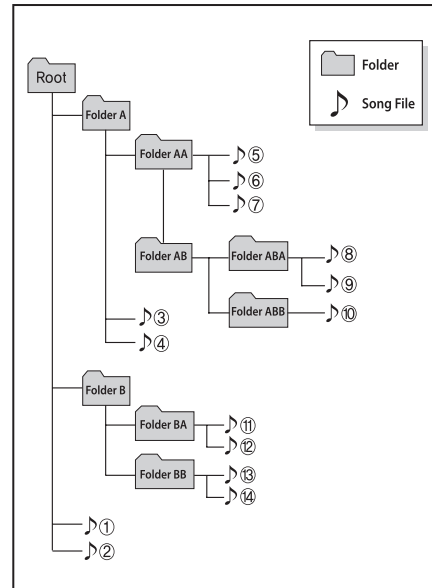 Root
Folder
Song File
Folder A
Folder AA
⑤
⑥
⑦
Folder AB
Folder ABA
⑧
⑨
Folder ABB
⑩
③
④
Folder B
Folder BA
⑪
⑫
Folder BB
⑬
⑭
①
②